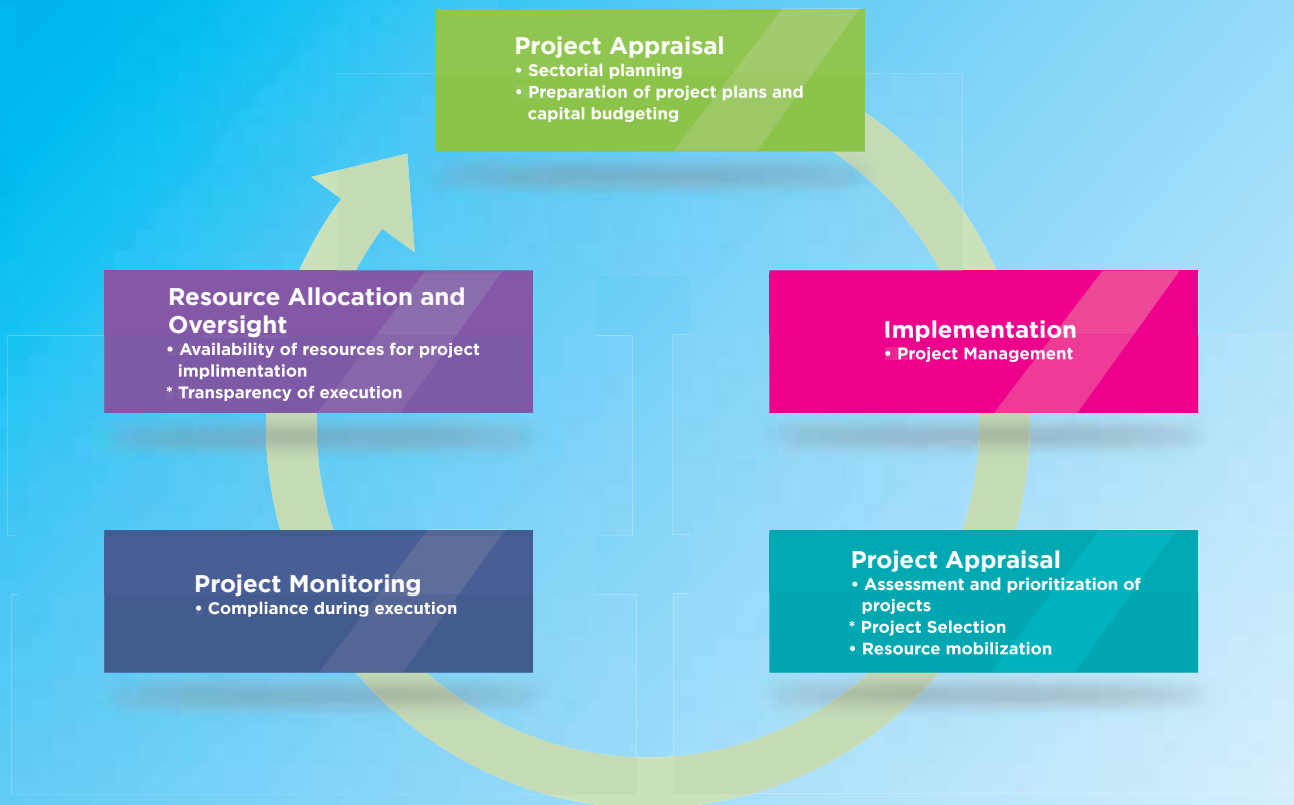 Project Appraisal
• Sectorial planning
• Preparation of project plans and
capital budgeting
Resource Allocation and
Oversight
• Availability of resources for project
implimentation
* Transparency of execution
Implementation
• Project Management
Project Monitoring
• Compliance during execution
Project Appraisal
• Assessment and prioritization of
projects
* Project Selection
• Resource mobilization